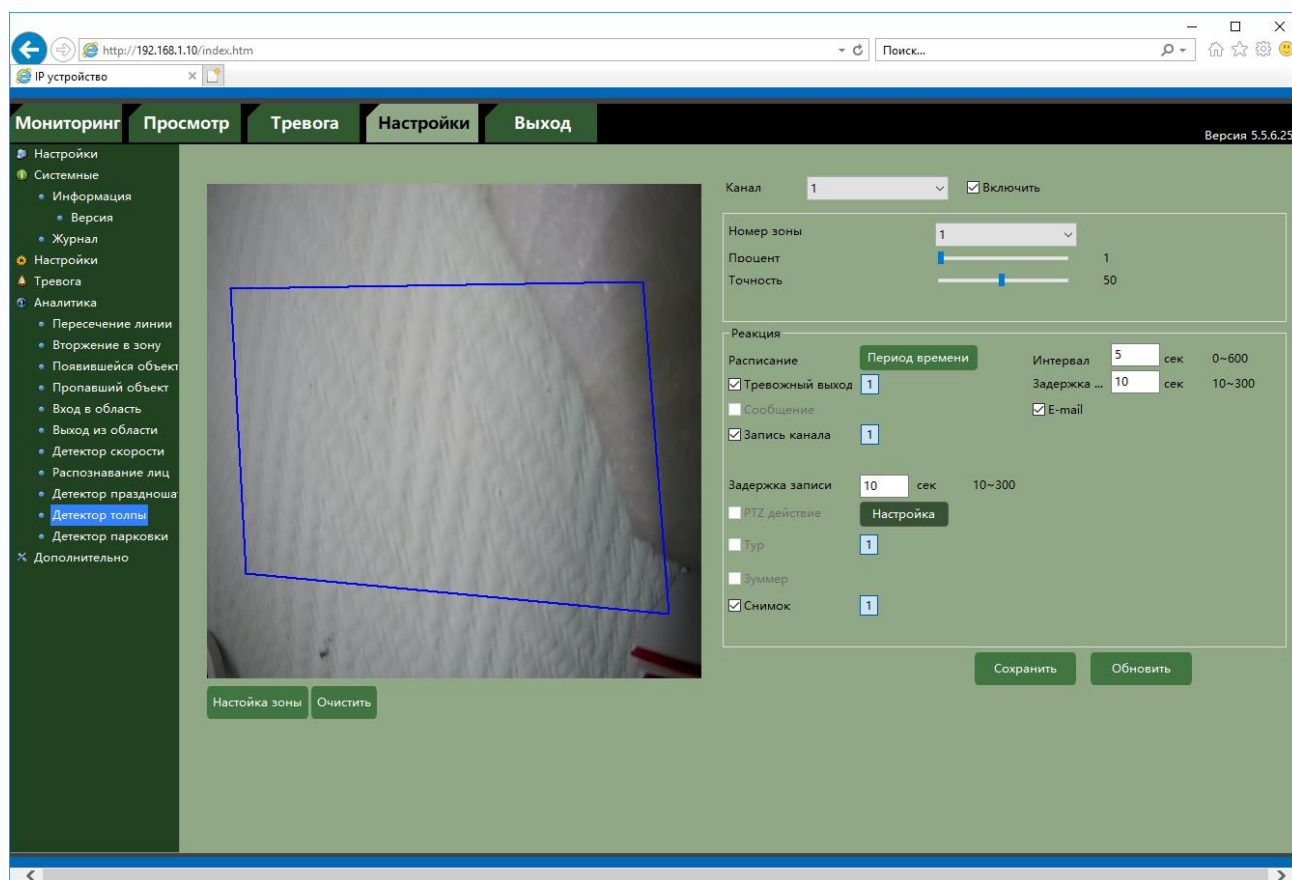 http://192.168.1.10/index.htm
Поиск...
IP устройство
Мониторинг Просмотр Тревога Настройки Выход
Версия 5.5.6.25
Настройки
Системные
Информация
Версия
Журнал
Настройки
Тревога
Аналитика
Пересечение линии
Вторжение в зону
Появившейся объект
Пропавший объект
Вход в область
Выход из области
Детектор скорости
Распознавание лиц
Детектор праздноша
Детектор толпы
Детектор парковки
Дополнительно
Настойка зоны Очистить
Канал 1 Включить
Номер зоны 1
Процент 1
Точность 50
Реакция
Расписание Период времени Интервал 5 сек 0~600
Тревожный выход 1 Задержка ... 10 сек 10~300
Сообщение E-mail
Запись канала 1
Задержка записи 10 сек 10~300
PTZ действие Настройка
Тур 1
Зуммер
Снимок 1
Сохранить Обновить